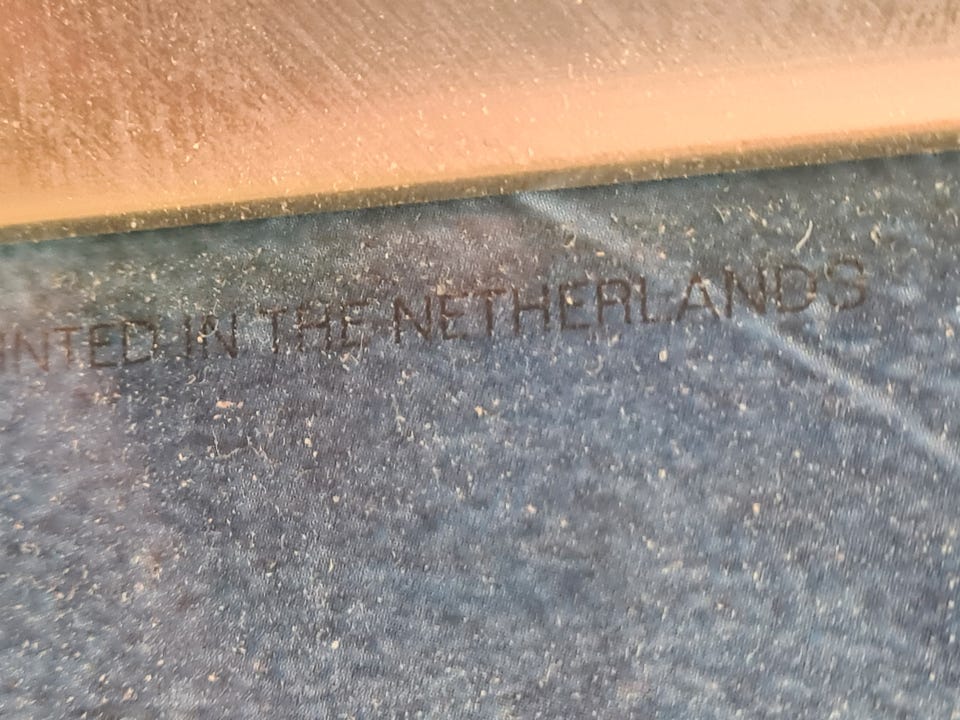 INTED IN THE NETHERLANDS